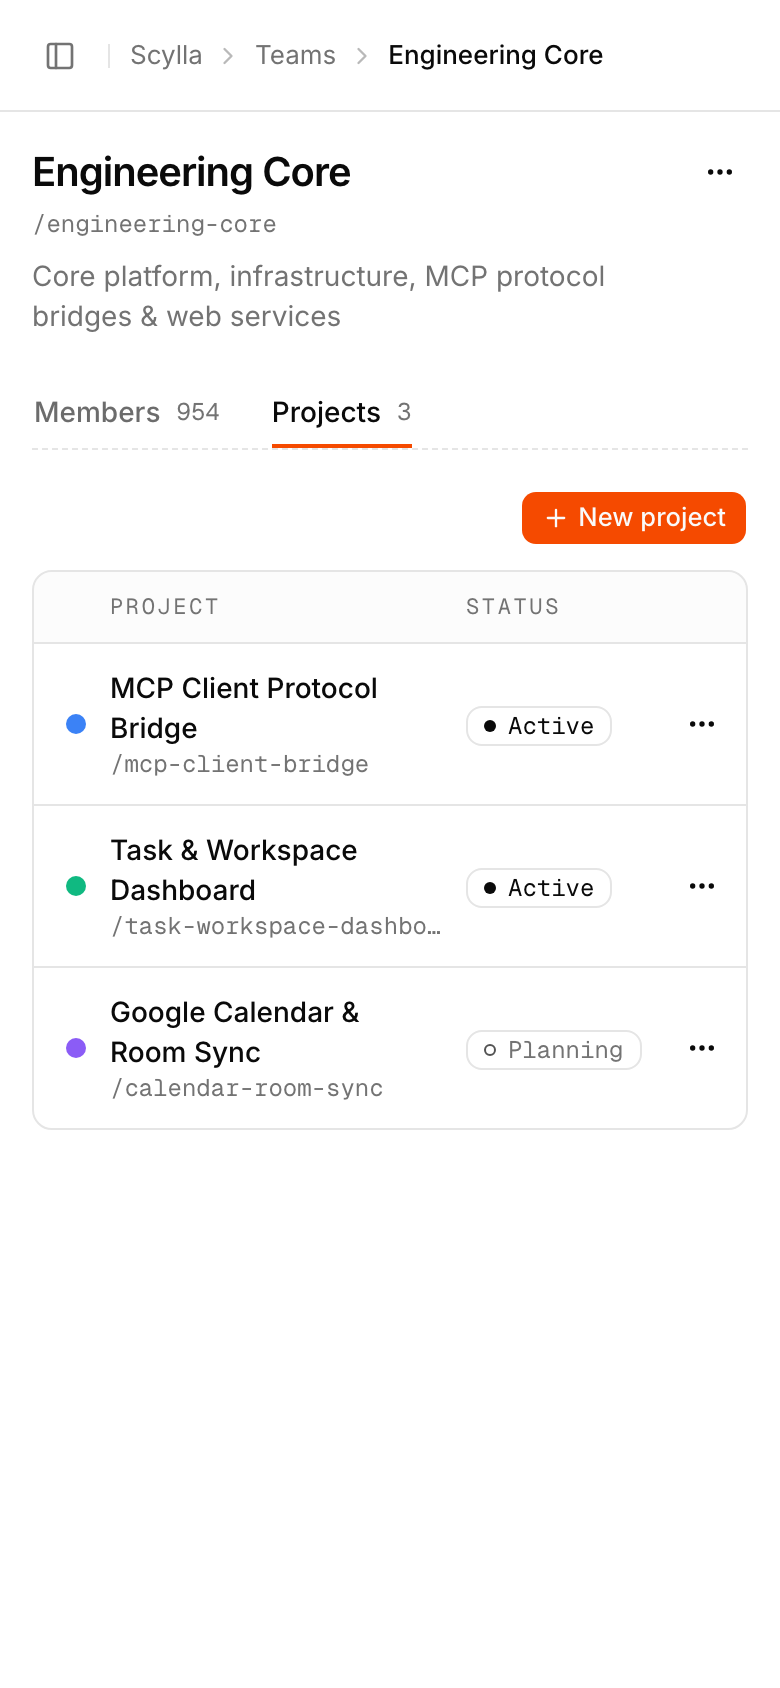 Scylla > Teams > Engineering Core
Engineering Core
/engineering-core
Core platform, infrastructure, MCP protocol
bridges & web services
Members 954 Projects 3
+ New project
PROJECT STATUS
MCP Client Protocol
Bridge
/mcp-client-bridge
Active
Task & Workspace
Dashboard
/task-workspace-dashbo…
Active
Google Calendar &
Room Sync
/calendar-room-sync
Planning